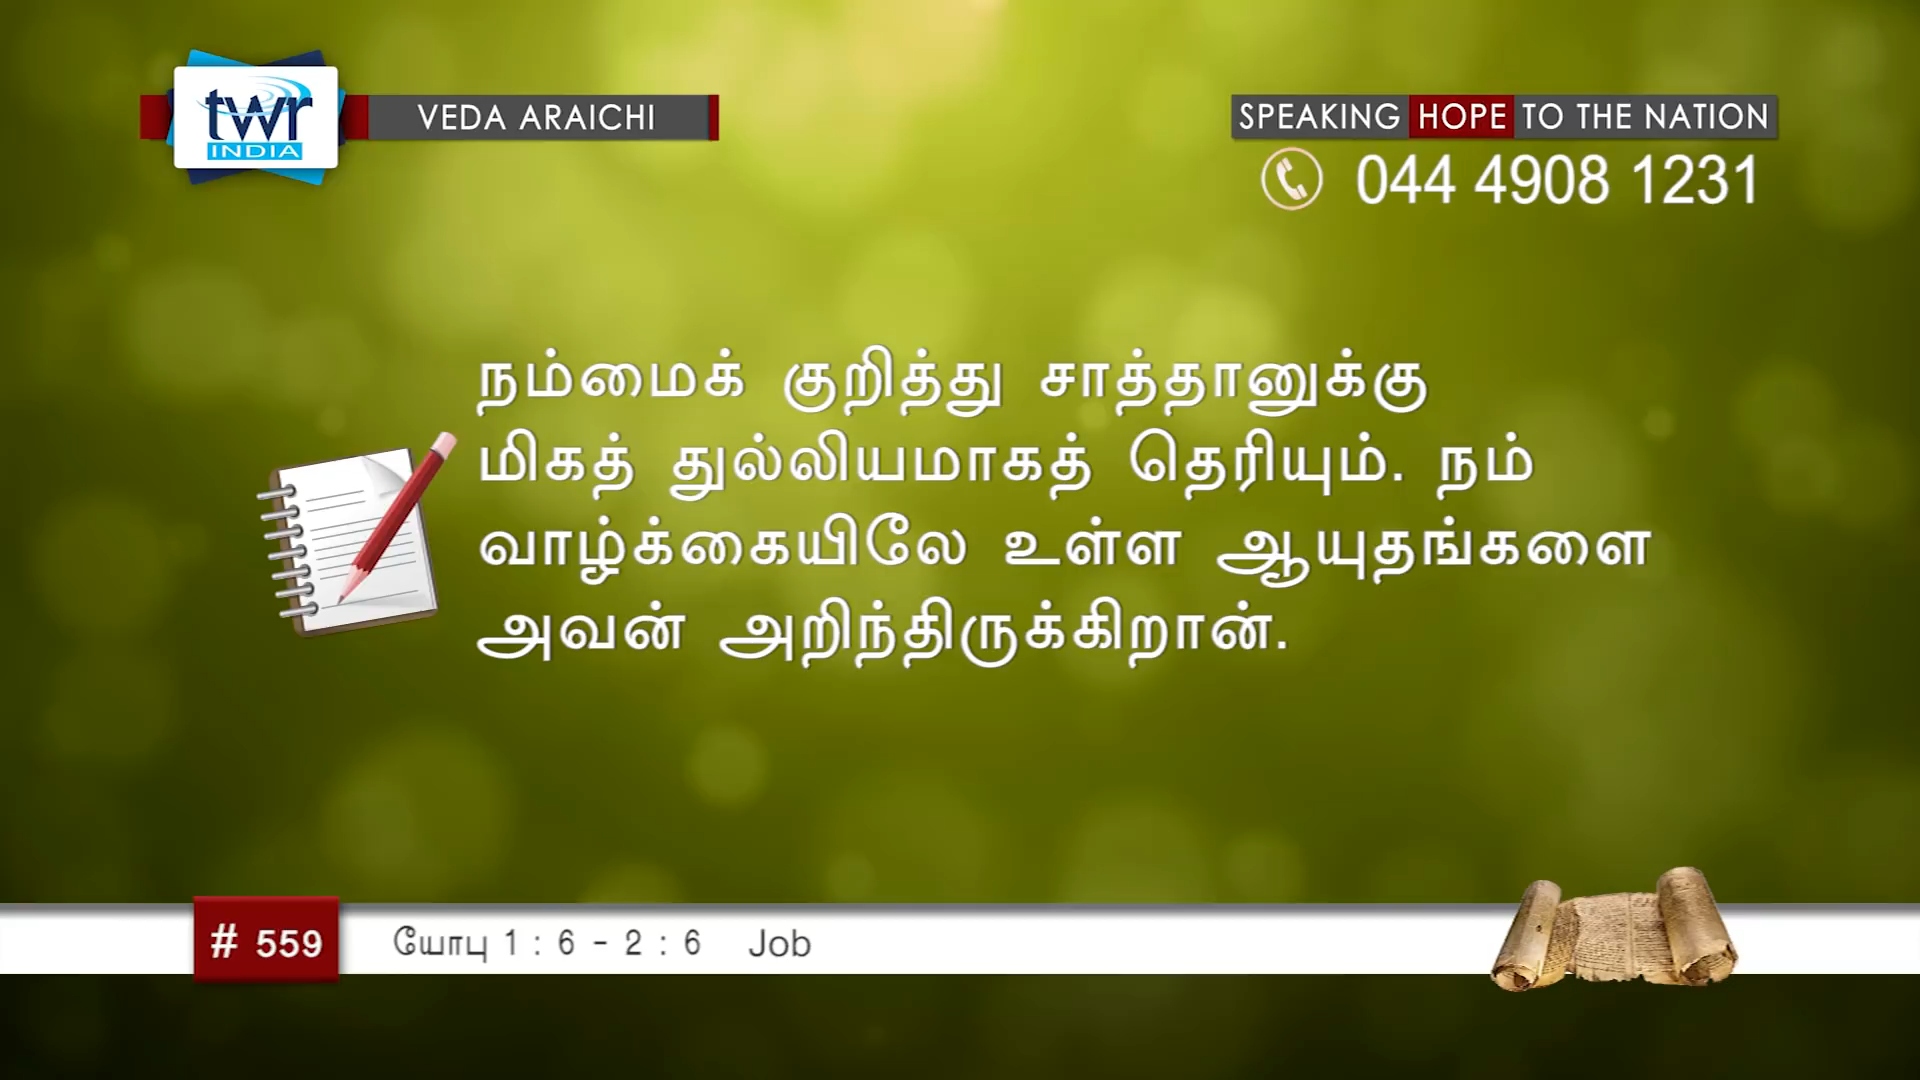 twr
INDIA
VEDA ARAICHI
SPEAKING HOPE TO THE NATION
044 4908 1231
நம்மைக் குறித்து சாத்தானுக்கு
மிகத் துல்லியமாகத் தெரியும். நம்
வாழ்க்கையிலே உள்ள ஆயுதங்களை
அவன் அறிந்திருக்கிறான்.
# 559
யோபு 1 : 6 - 2 : 6 Job